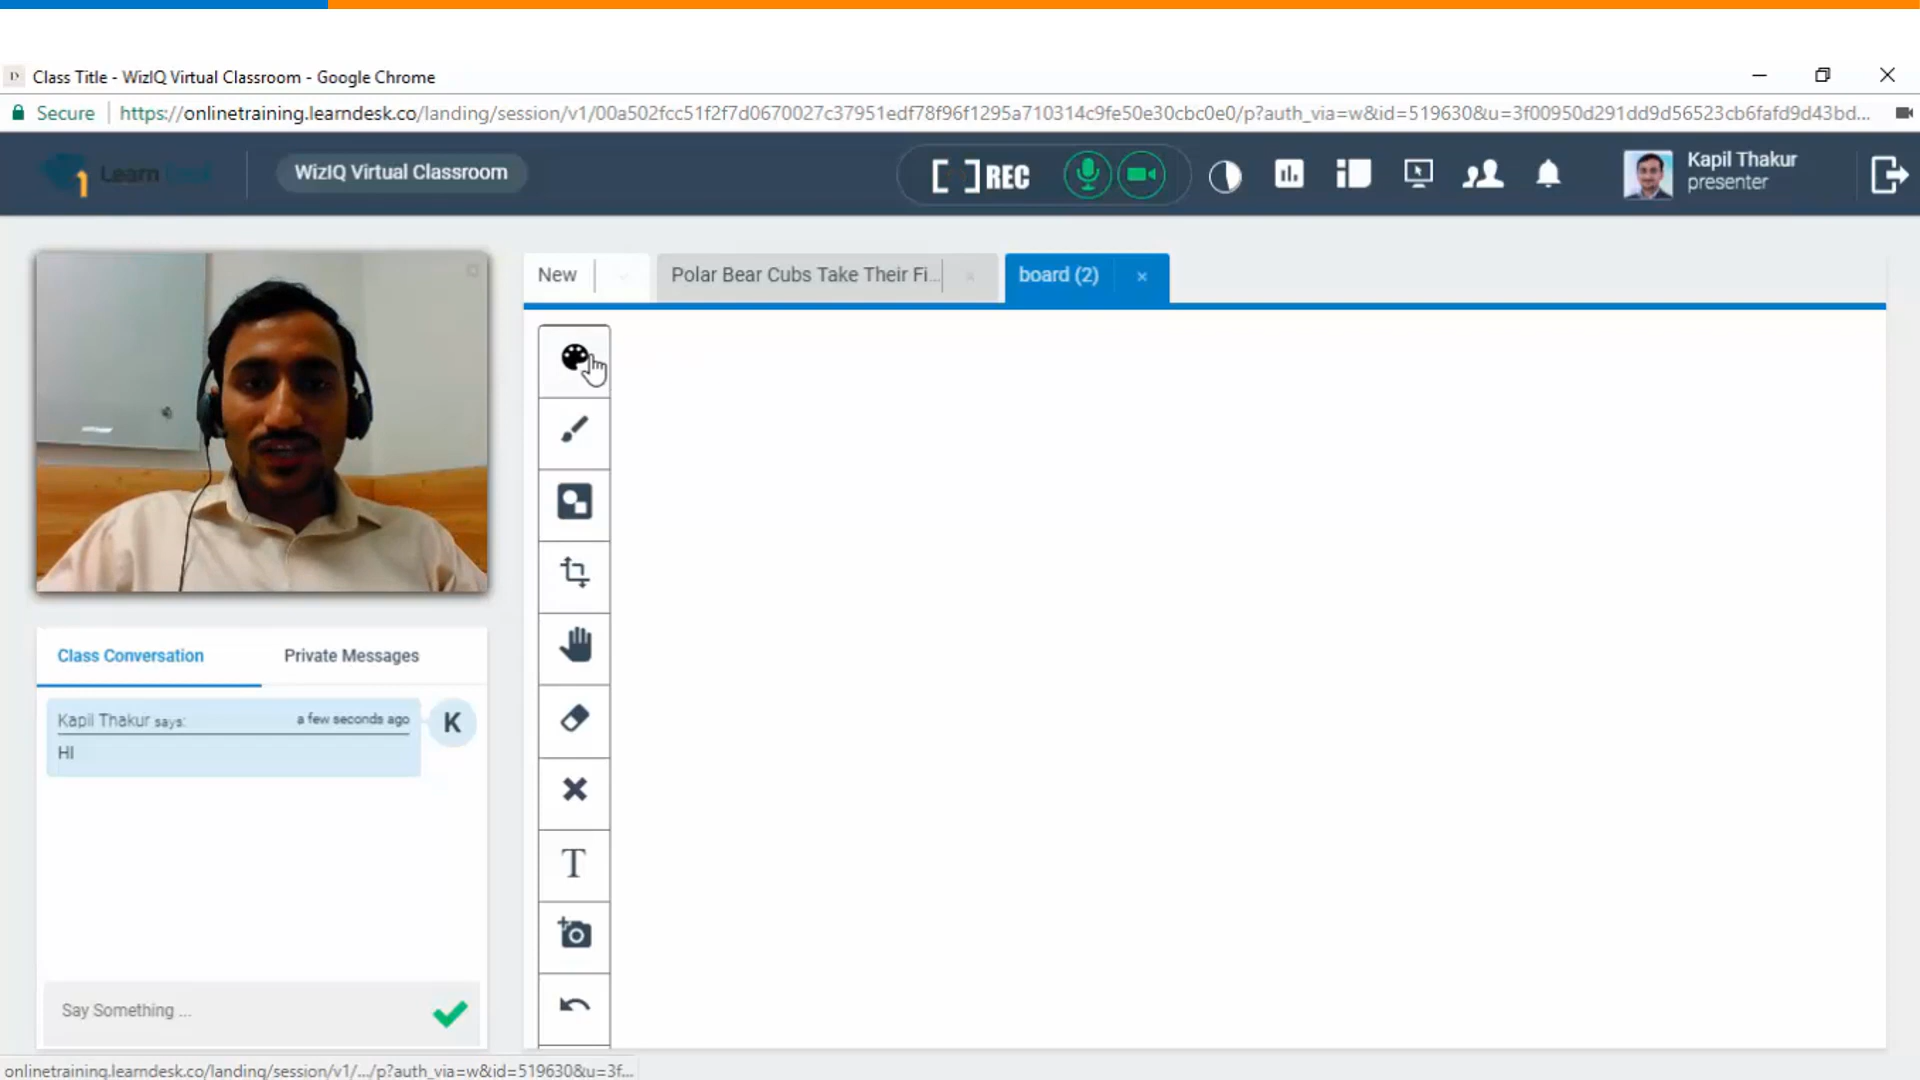 Class Title - WizIQ Virtual Classroom - Google Chrome
Secure https://onlinetraining.learndesk.co/landing/session/v1/00a502fcc51f2f7d0670027c37951edf78f96f1295a710314c9fe50e30cbc0e0/p?auth_via=w&id=519630&u=3f00950d291dd9d56523cb6fafd9d43bd...
1 Learn Desk
WizIQ Virtual Classroom
[ ] REC
Kapil Thakur
presenter
New
Polar Bear Cubs Take Their Fi...
board (2)
Class Conversation
Private Messages
Kapil Thakur says:
a few seconds ago
K
HI
T
Say Something ...
onlinetraining.learndesk.co/landing/session/v1/.../p?auth_via=w&id=519630&u=3f...